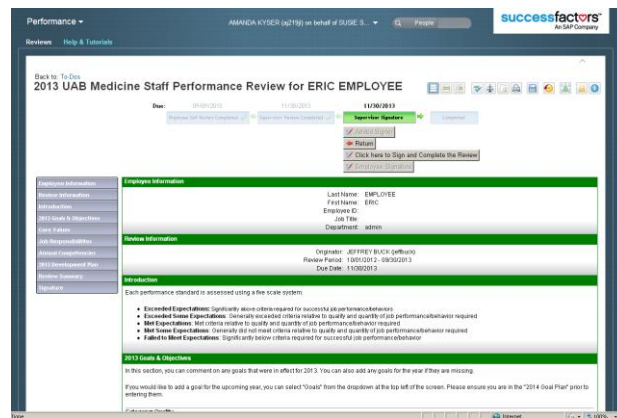 Performance
AMANDA KYSER (aj219j) on behalf of SUSIE S...
People
successfactors
An SAP Company
Reviews Help & Tutorials
Back to: To-Dos
2013 UAB Medicine Staff Performance Review for ERIC EMPLOYEE
Due: 09/01/2013 11/30/2013 11/30/2013
Supervisor Review Completed Supervisor Signature Completed
Return
Click here to Sign and Complete the Review
Employee Signature
Employee Information
Review Information
Introduction
2013 Goals & Objectives
Core Values
Job Responsibilities
Annual Competencies
2013 Development Plan
Review Summary
Signature
Employee Information
Last Name: EMPLOYEE
First Name: ERIC
Employee ID:
Job Title:
Department: admin
Review Information
Originator: JEFFREY BUCK (jeffbuck)
Review Period: 10/01/2012 - 09/30/2013
Due Date: 11/30/2013
Introduction
Each performance standard is assessed using a five scale system:
Exceeded Expectations: Significantly above criteria required for successful job performance/behaviors
Exceeded Some Expectations: Generally exceeded criteria relative to quality and quantity of job performance/behavior required
Met Expectations: Met criteria relative to quality and quantity of job performance/behavior required
Met Some Expectations: Generally did not meet criteria relative to quality and quantity of job performance/behavior required
Failed to Meet Expectations: Significantly below criteria required for successful job performance/behavior
2013 Goals & Objectives
In this section, you can comment on any goals that were in effect for 2013. You can also add any goals for the year if they are missing.
If you would like to add a goal for the upcoming year, you can select "Goals" from the dropdown at the top left of the screen. Please ensure you are in the "2014 Goal Plan" prior to
entering them.
Done
Internet
100%